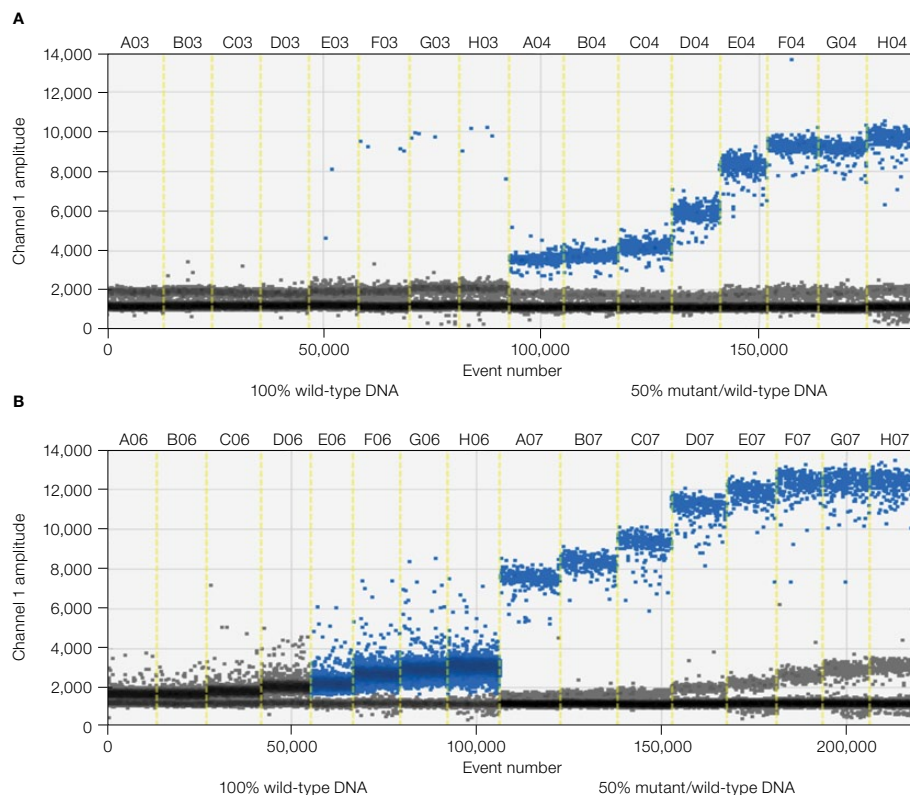 A
A03 B03 C03 D03 E03 F03 G03 H03 A04 B04 C04 D04 E04 F04 G04 H04
14,000
12,000
10,000
8,000
6,000
4,000
2,000
0
Channel 1 amplitude
0 50,000 100,000 150,000
Event number
100% wild-type DNA 50% mutant/wild-type DNA
B
A06 B06 C06 D06 E06 F06 G06 H06 A07 B07 C07 D07 E07 F07 G07 H07
14,000
12,000
10,000
8,000
6,000
4,000
2,000
0
Channel 1 amplitude
0 50,000 100,000 150,000 200,000
Event number
100% wild-type DNA 50% mutant/wild-type DNA